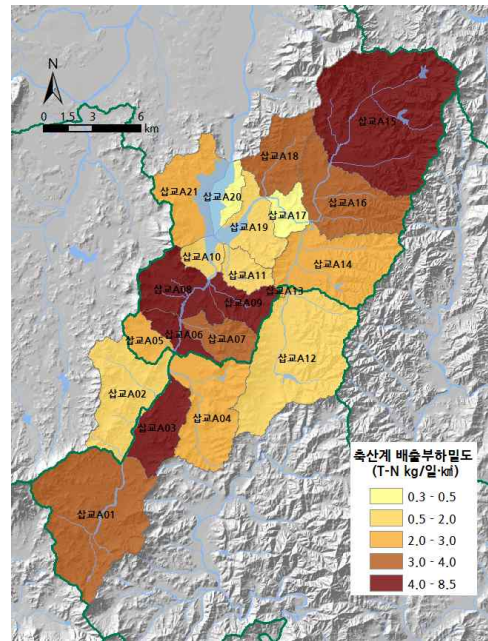 N
0 1.5 3 6
km
삽교A15
삽교A18
삽교A21
삽교A20
삽교A17
삽교A16
삽교A19
삽교A10
삽교A11
삽교A14
삽교A08
삽교A09
삽교A13
삽교A05
삽교A06
삽교A07
삽교A12
삽교A02
삽교A04
삽교A03
삽교A01
축산계 배출부하밀도
(T-N kg/일·㎢)
0.3 - 0.5
0.5 - 2.0
2.0 - 3.0
3.0 - 4.0
4.0 - 8.5